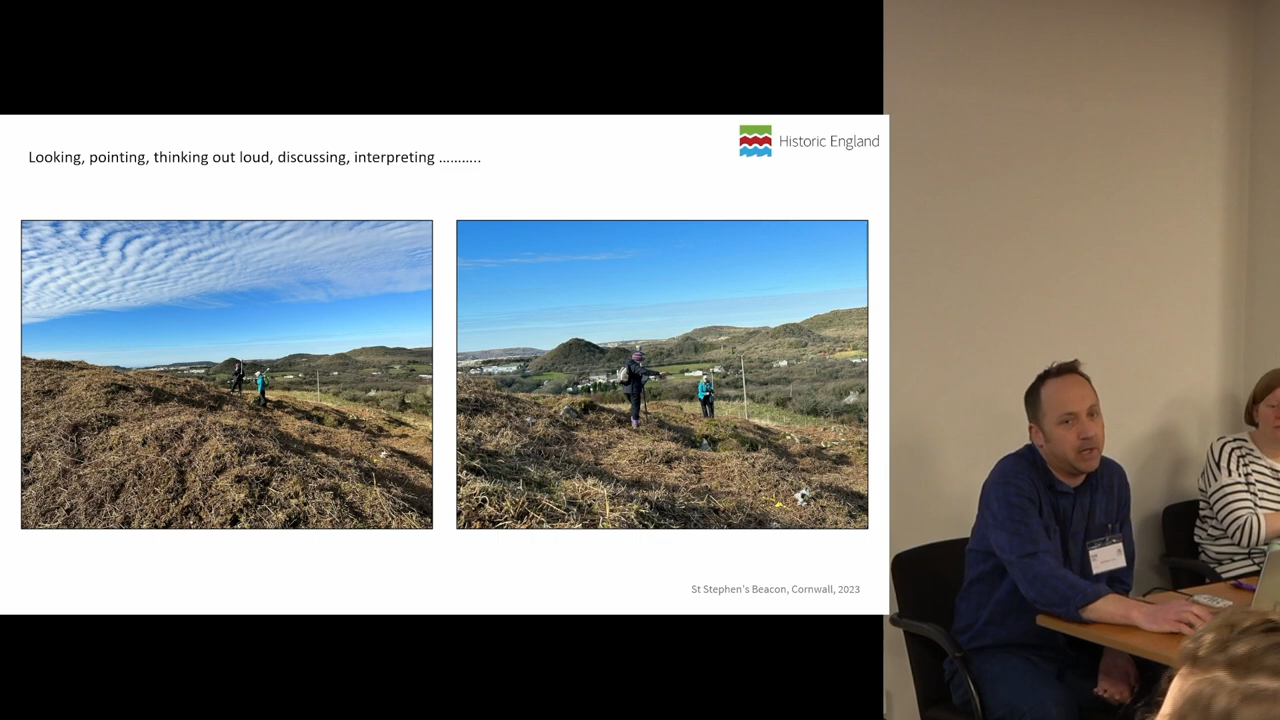 Looking, pointing, thinking out loud, discussing, interpreting ...........
Historic England
St Stephen's Beacon, Cornwall, 2023